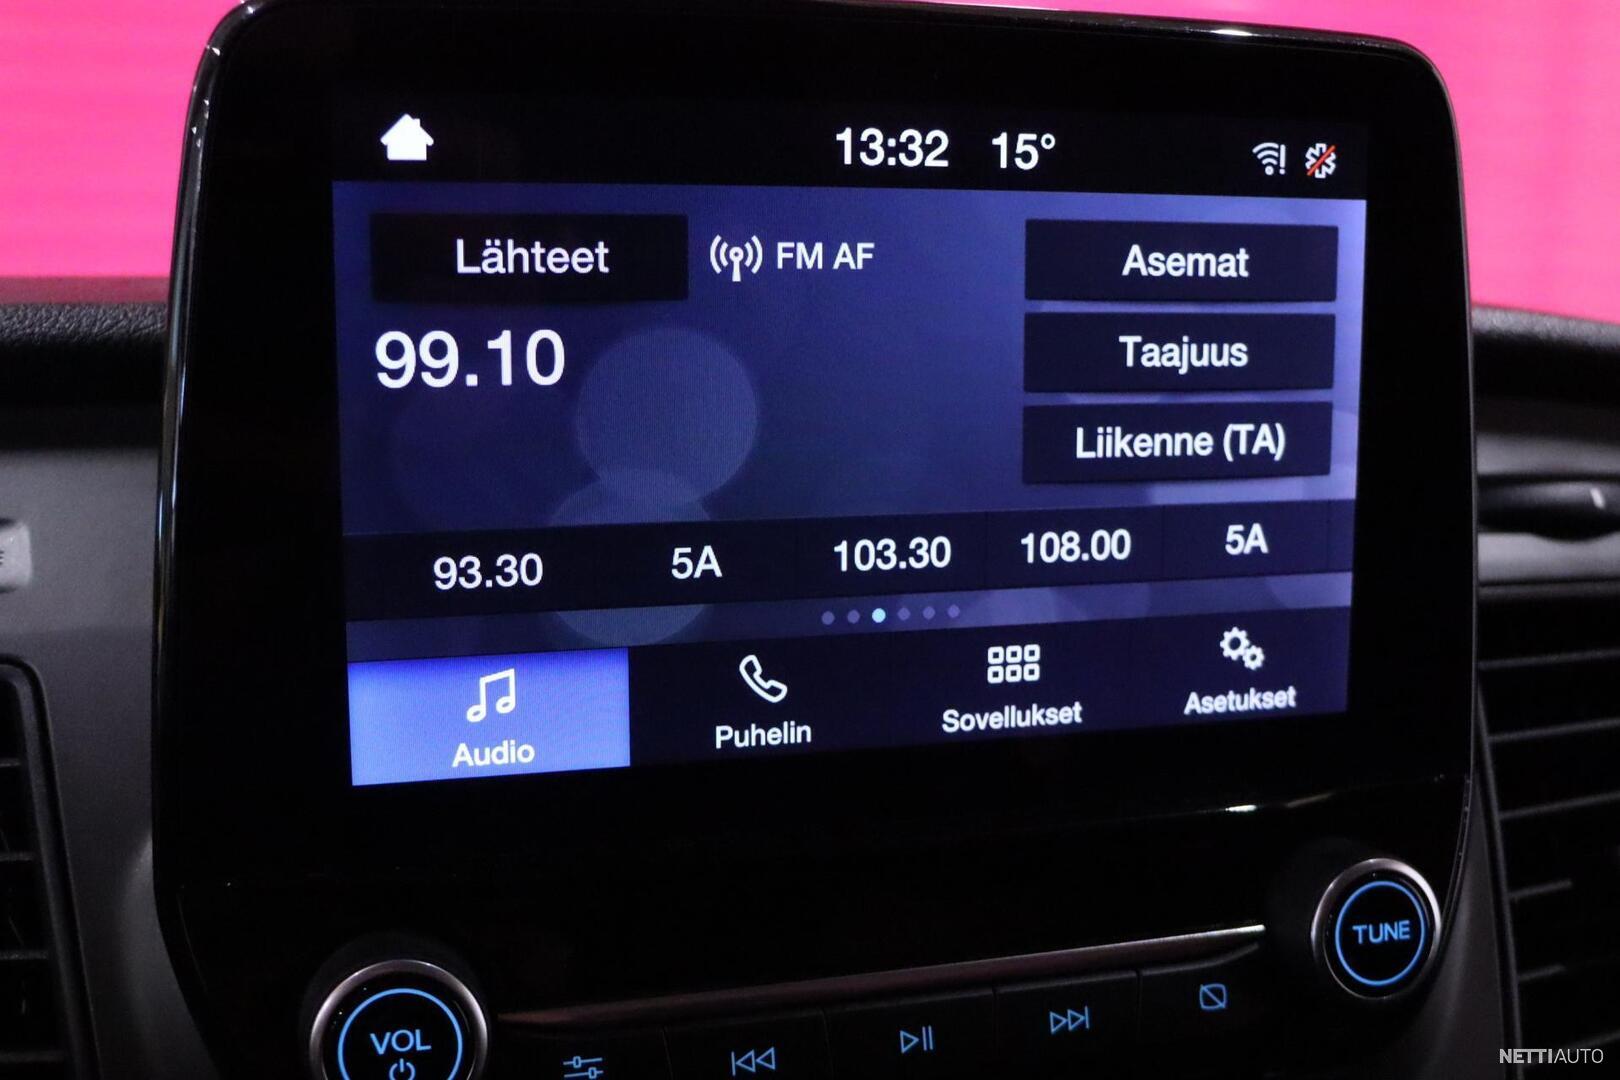 13:32 15°
Lähteet FM AF Asemat
99.10 Taajuus
Liikenne (TA)
93.30 5A 103.30 108.00 5A
Audio Puhelin Sovellukset Asetukset
TUNE
VOL
NETTIAUTO